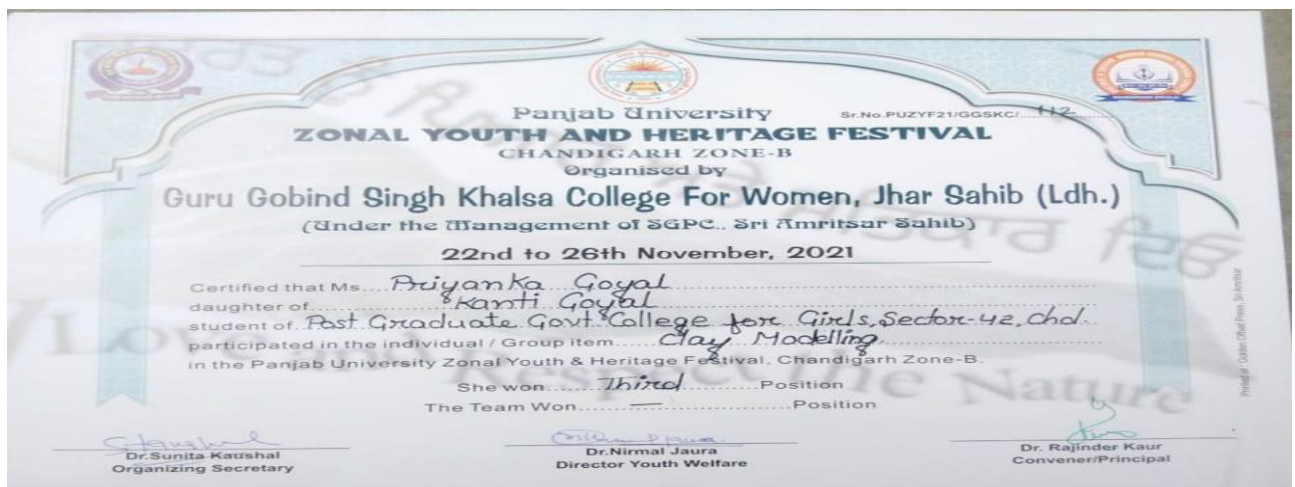 Panjab University
Sr.No.PUZYF21/GGSKC/ 112
ZONAL YOUTH AND HERITAGE FESTIVAL
CHANDIGARH ZONE-B
Organised by
Guru Gobind Singh Khalsa College For Women, Jhar Sahib (Ldh.)
(Under the Management of SGPC.. Sri Amritsar Sahib)
22nd to 26th November, 2021
Certified that Ms....Priyanka Goyal
daughter of Kanti Goyal
student of Post Graduate Govt. College for Girls, Sector-42, Chd.
participated in the individual / Group item Clay Modelling
in the Panjab University Zonal Youth & Heritage Festival, Chandigarh Zone-B.
She won Third Position
The Team Won — Position
Love and Respect the Nature
Dr.Sunita Kaushal
Organizing Secretary
Dr.Nirmal Jaura
Director Youth Welfare
Dr. Rajinder Kaur
Convener/Principal